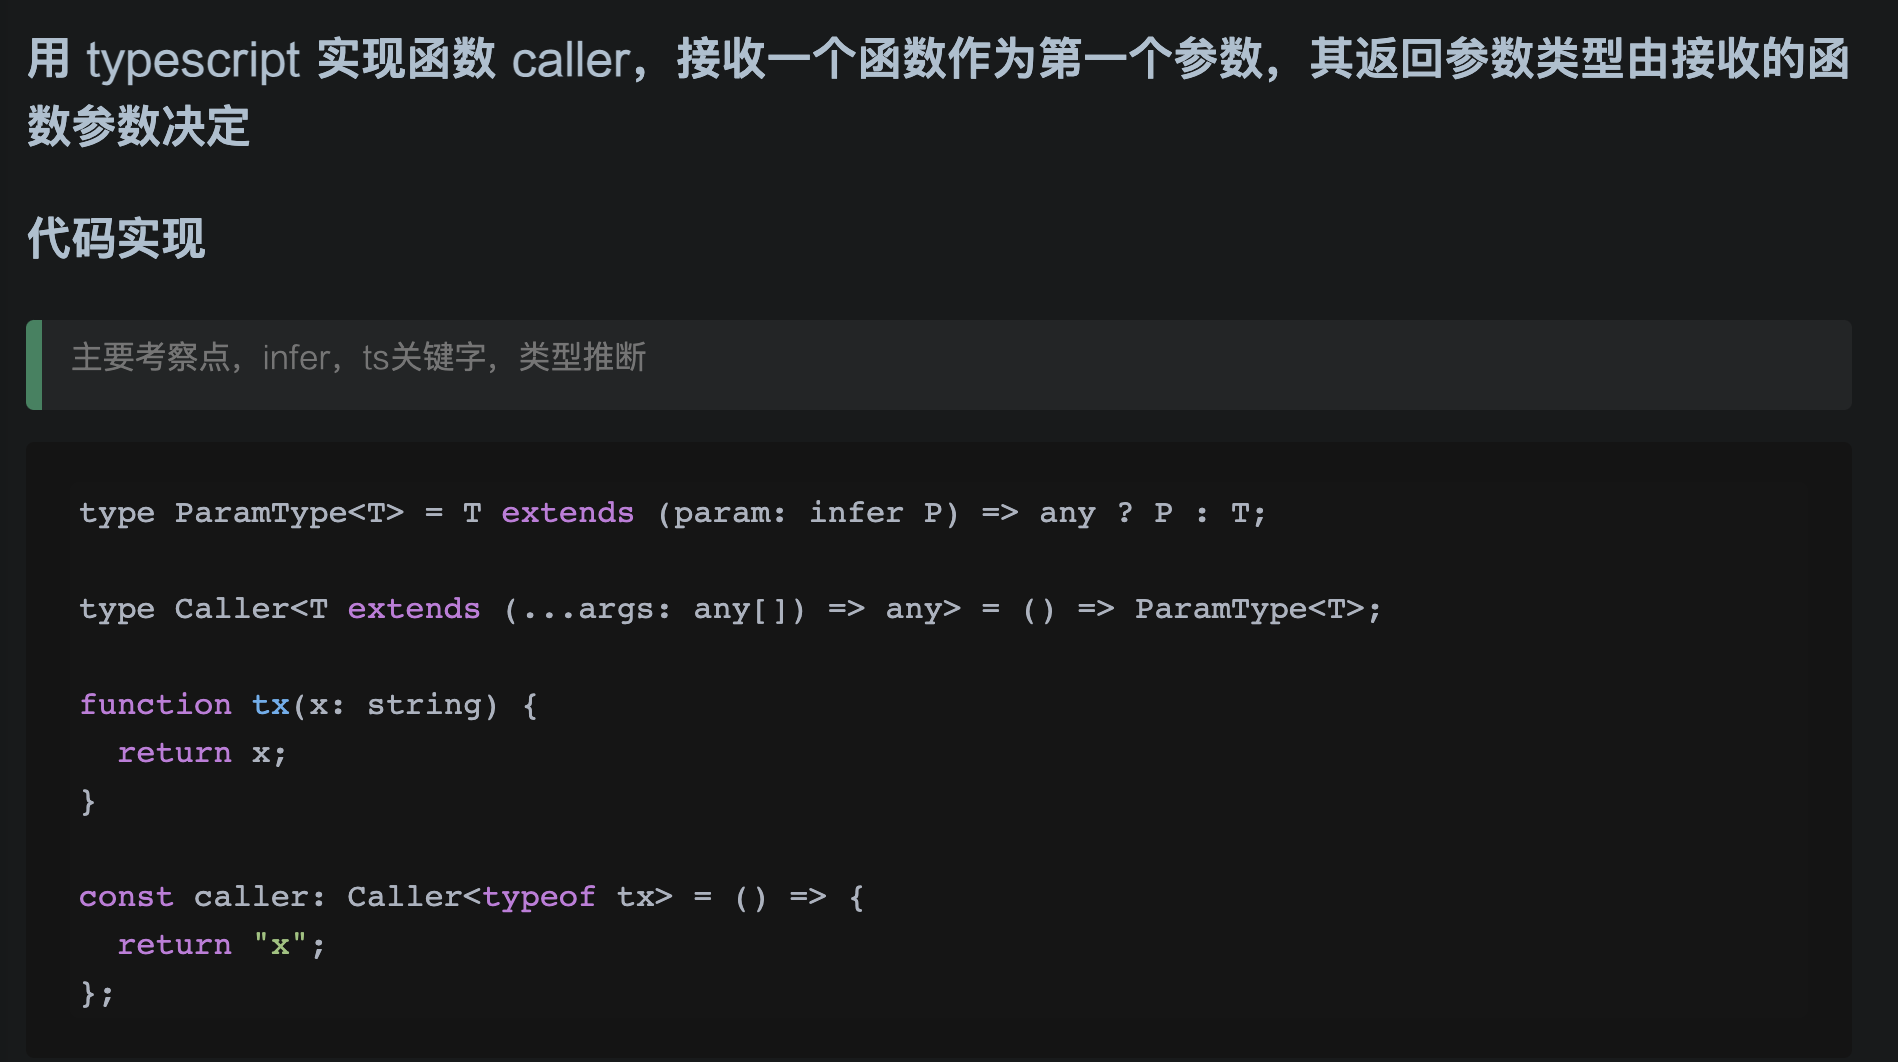 用 typescript 实现函数 caller，接收一个函数作为第一个参数，其返回参数类型由接收的函
数参数决定
代码实现
主要考察点，infer，ts关键字，类型推断
type ParamType<T> = T extends (param: infer P) => any ? P : T;
type Caller<T extends (...args: any[]) => any> = () => ParamType<T>;
function tx(x: string) {
  return x;
}
const caller: Caller<typeof tx> = () => {
  return "x";
};